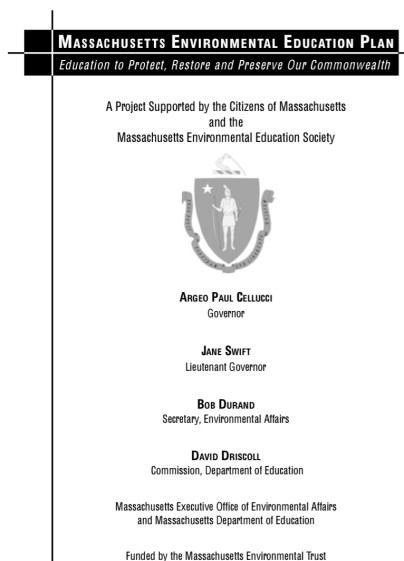 MASSACHUSETTS ENVIRONMENTAL EDUCATION PLAN
Education to Protect, Restore and Preserve Our Commonwealth
A Project Supported by the Citizens of Massachusetts
and the
Massachusetts Environmental Education Society
ARGEO PAUL CELLUCCI
Governor
JANE SWIFT
Lieutenant Governor
BOB DURAND
Secretary, Environmental Affairs
DAVID DRISCOLL
Commission, Department of Education
Massachusetts Executive Office of Environmental Affairs
and Massachusetts Department of Education
Funded by the Massachusetts Environmental Trust